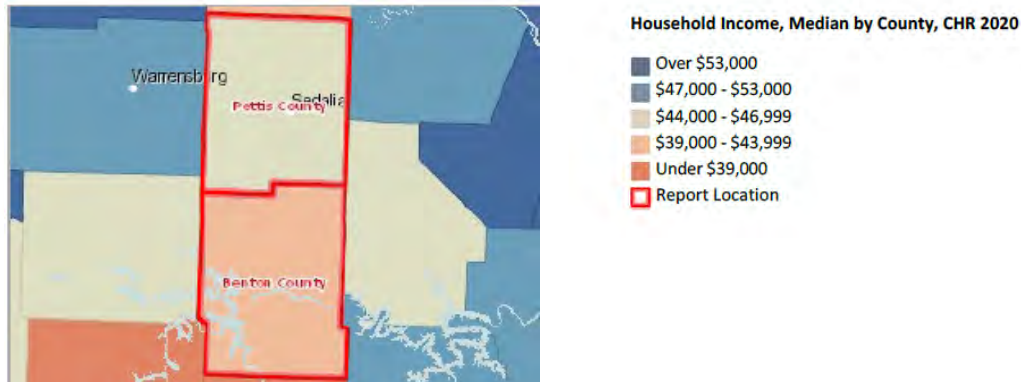 Warrensburg
Sedalia
Pettis County
Benton County
Household Income, Median by County, CHR 2020
Over $53,000
$47,000 - $53,000
$44,000 - $46,999
$39,000 - $43,999
Under $39,000
Report Location